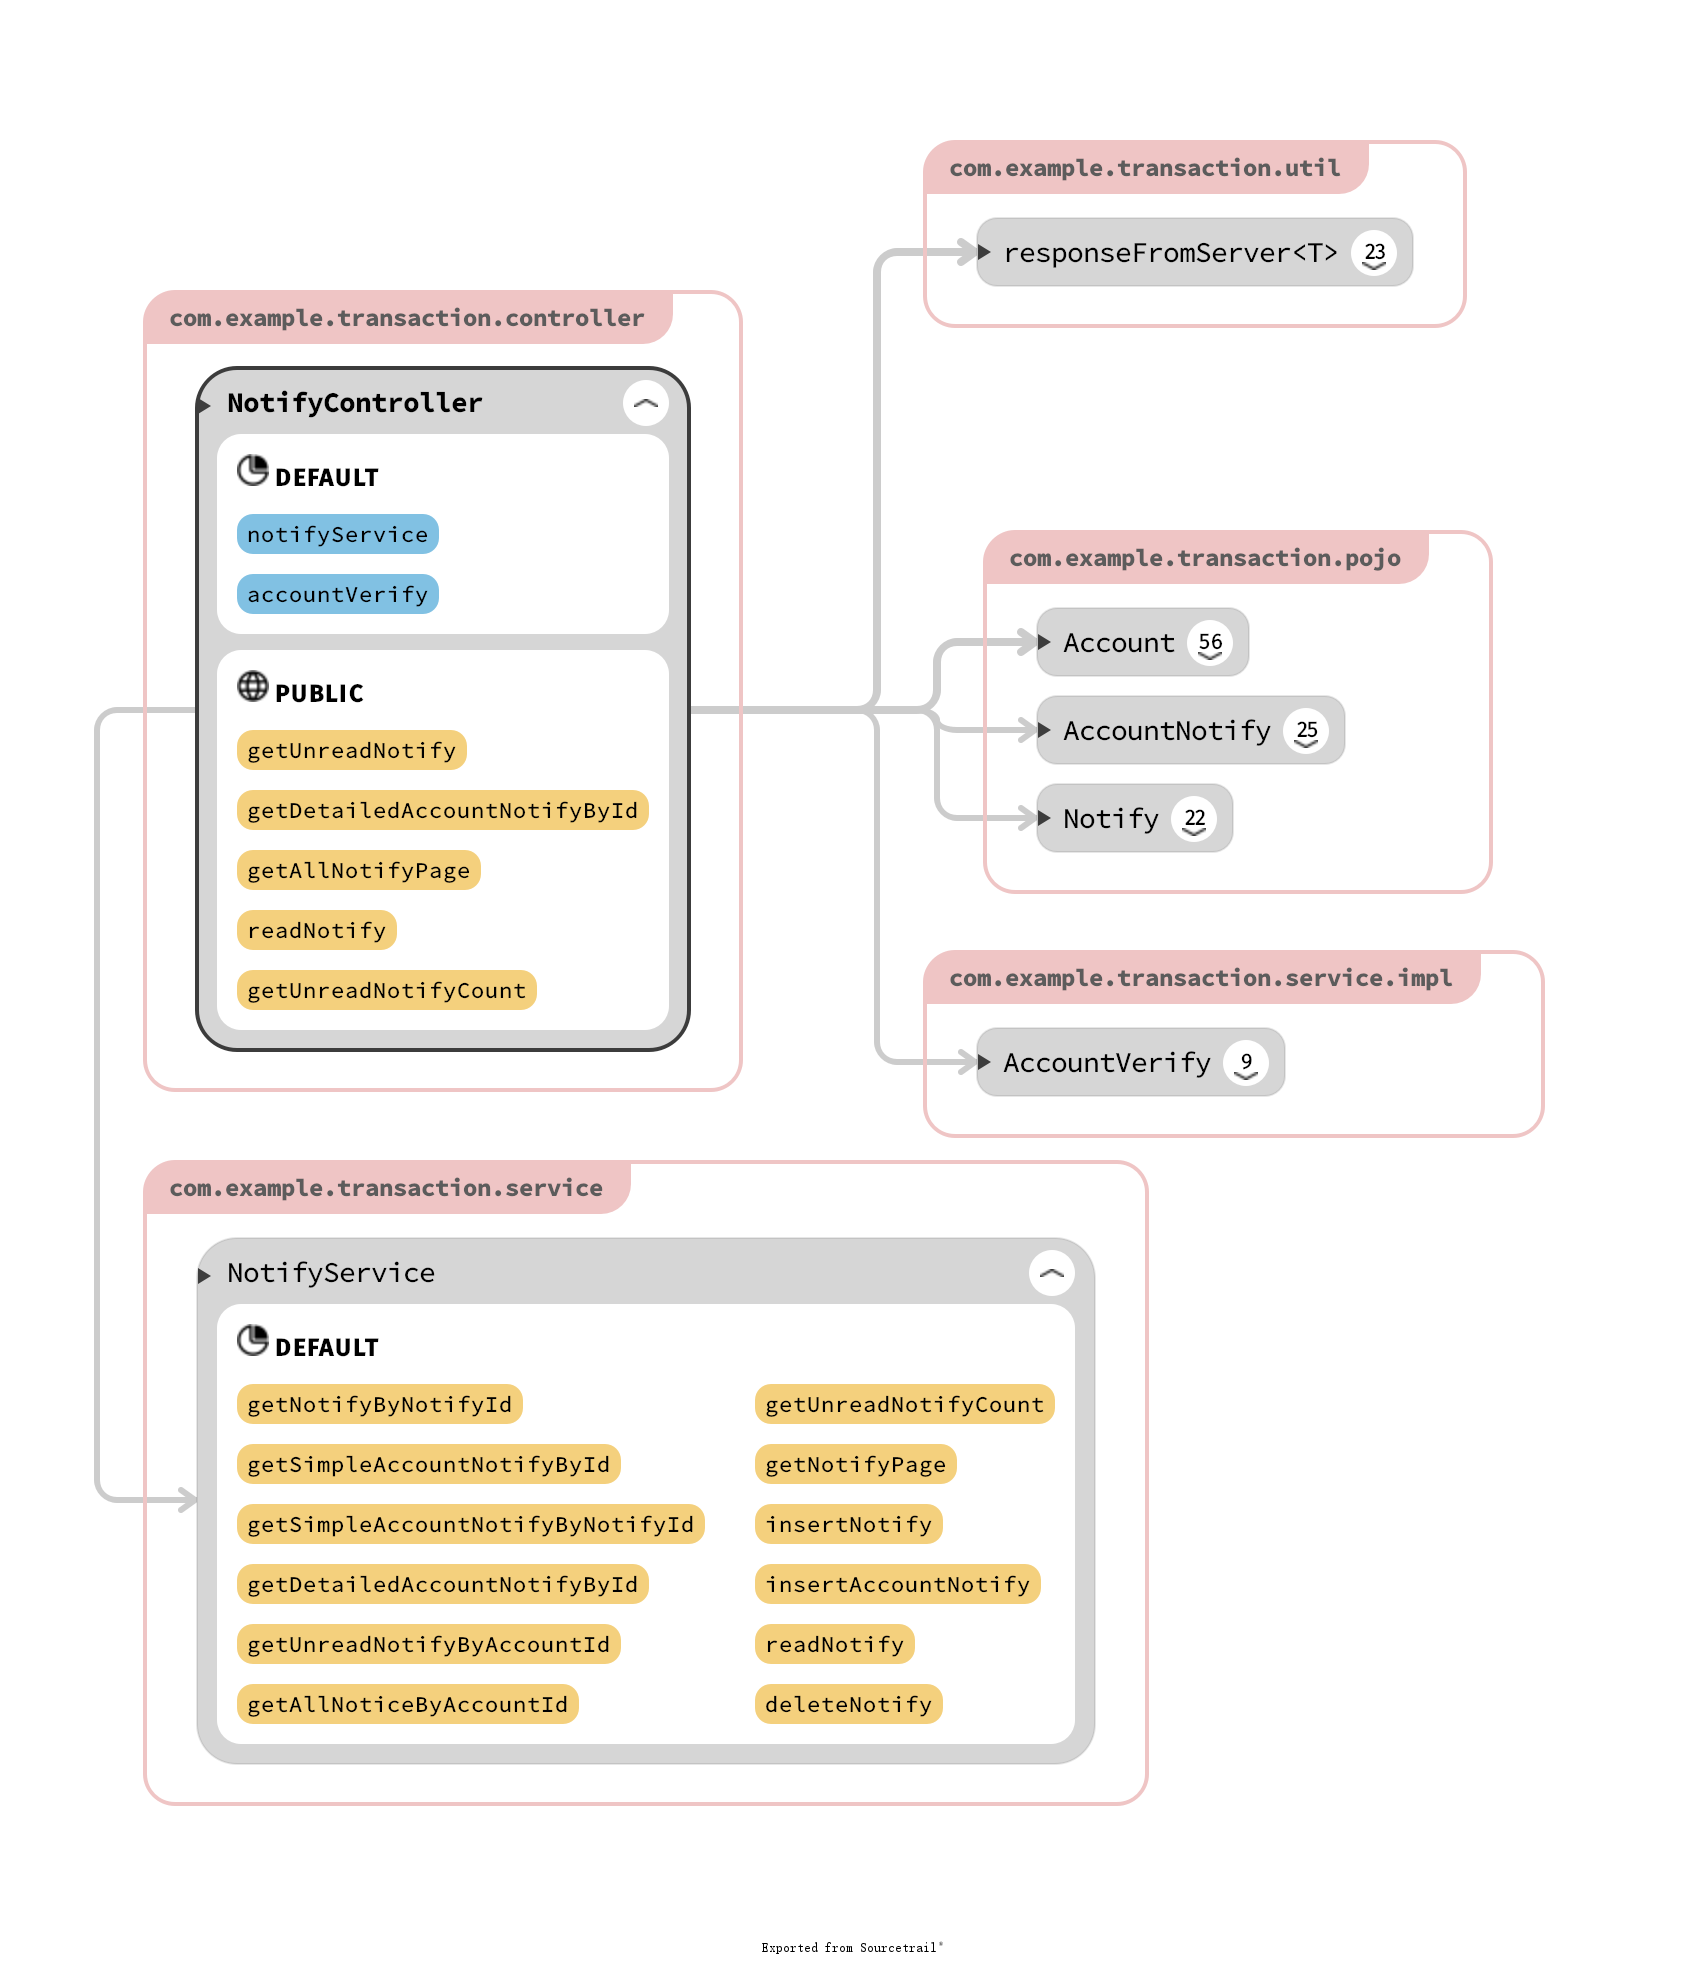 com.example.transaction.util
responseFromServer<T> 23
com.example.transaction.controller
NotifyController
DEFAULT
notifyService
accountVerify
PUBLIC
getUnreadNotify
getDetailedAccountNotifyById
getAllNotifyPage
readNotify
getUnreadNotifyCount
com.example.transaction.pojo
Account 56
AccountNotify 25
Notify 22
com.example.transaction.service.impl
AccountVerify 9
com.example.transaction.service
NotifyService
DEFAULT
getNotifyByNotifyId
getSimpleAccountNotifyById
getSimpleAccountNotifyByNotifyId
getDetailedAccountNotifyById
getUnreadNotifyByAccountId
getAllNoticeByAccountId
getUnreadNotifyCount
getNotifyPage
insertNotify
insertAccountNotify
readNotify
deleteNotify
Exported from Sourcetrail®